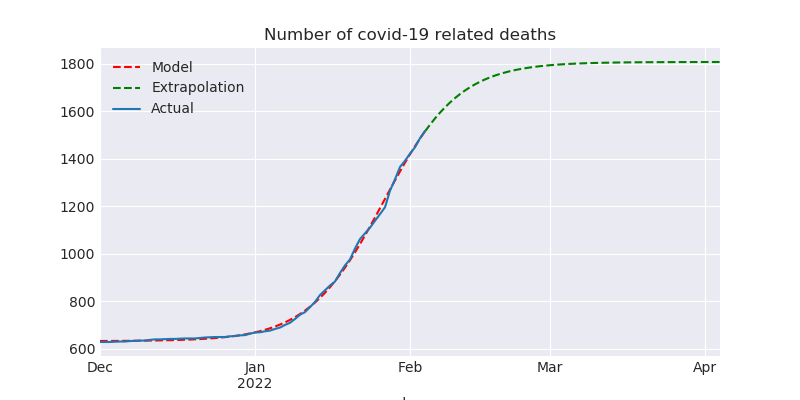 Number of covid-19 related deaths
1800
1600
1400
1200
1000
800
600
Model
Extrapolation
Actual
Dec
Jan
Feb
Mar
Apr
2022